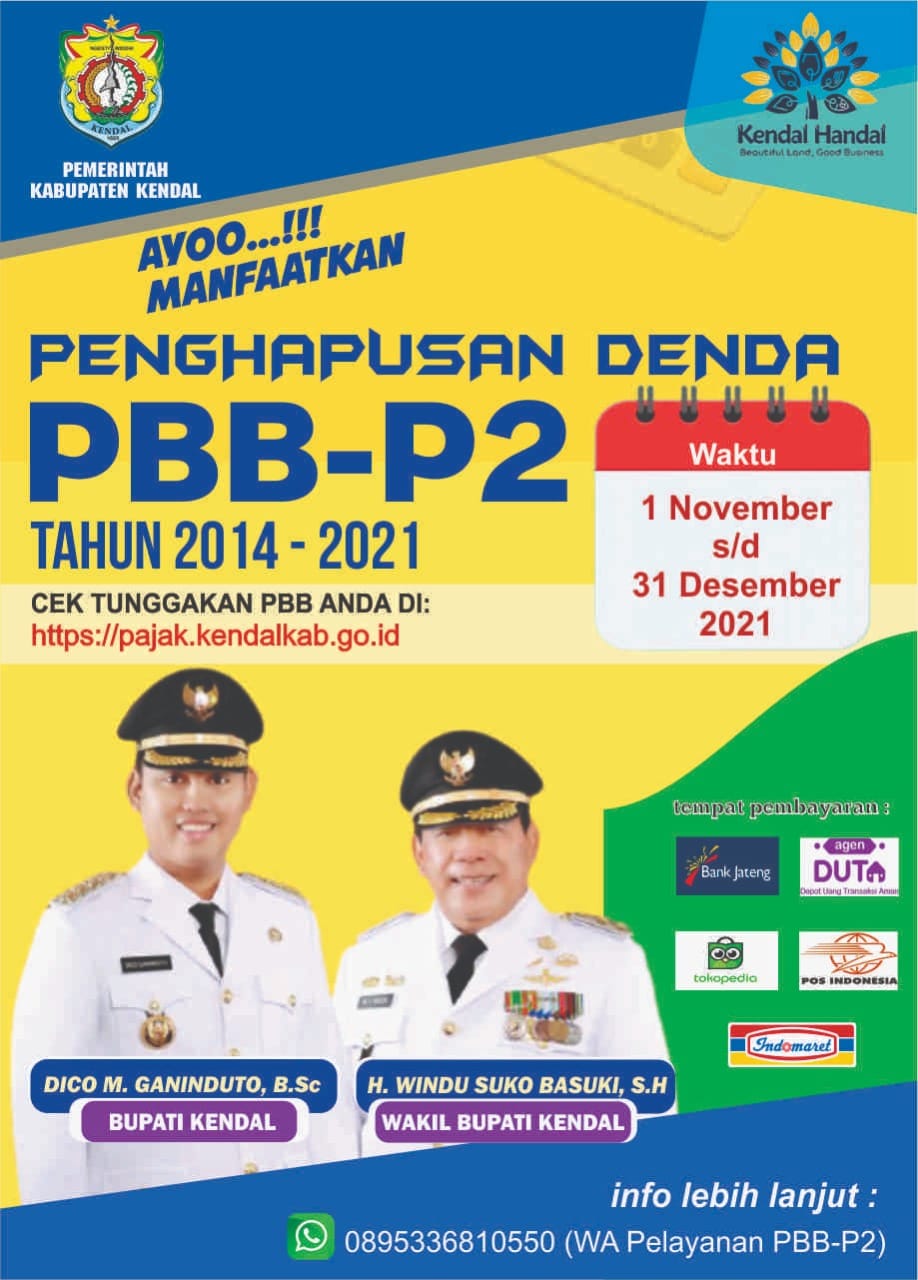 NGESTI WIDDHI
KENDAL
PEMERINTAH
KABUPATEN KENDAL
Kendal Handal
Beautiful Land, Good Business
AYOO...!!!
MANFAATKAN
PENGHAPUSAN DENDA
PBB-P2
TAHUN 2014 - 2021
Waktu
1 November
s/d
31 Desember
2021
CEK TUNGGAKAN PBB ANDA DI:
https://pajak.kendalkab.go.id
tempat pembayaran :
Bank Jateng
agen
DUTA
Depot Uang Transaksi Aman
tokopedia
POS INDONESIA
Indomaret
DICO M. GANINDUTO, B.Sc
BUPATI KENDAL
H. WINDU SUKO BASUKI, S.H
WAKIL BUPATI KENDAL
info lebih lanjut :
0895336810550 (WA Pelayanan PBB-P2)